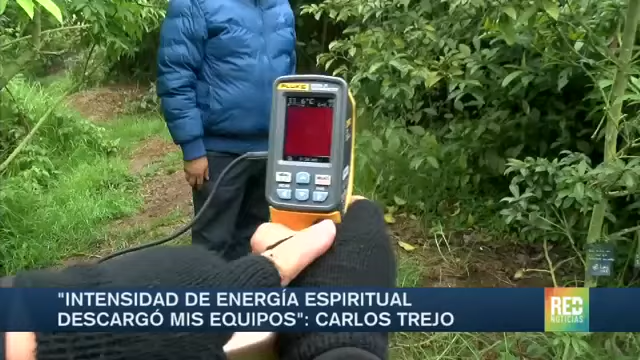 FLUKE
"INTENSIDAD DE ENERGÍA ESPIRITUAL
DESCARGÓ MIS EQUIPOS": CARLOS TREJO
RED
NOTICIAS